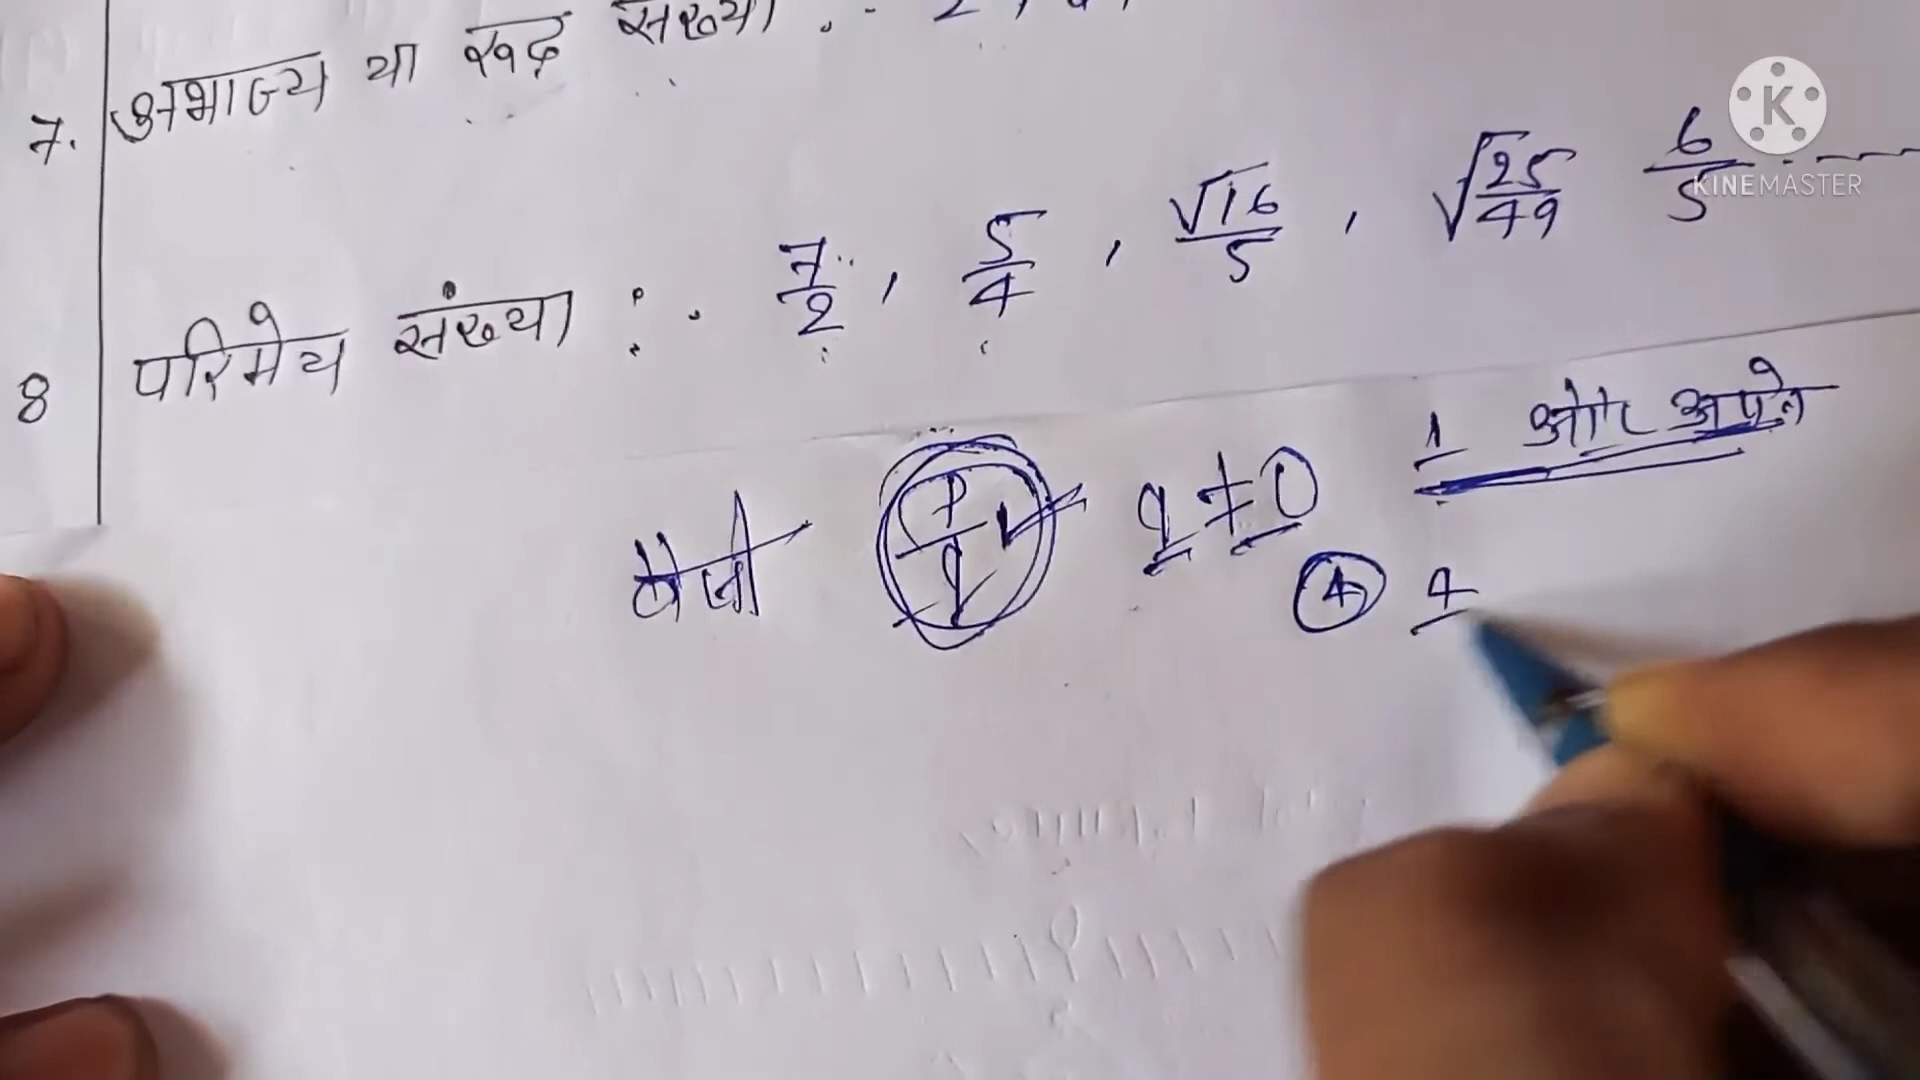 7. अभाज्य या रूढ़ संख्या :-
8 परिमेय संख्या :- 7/2 , 5/4 , √16/5 , √25/49 6/5 ----
1 और अपने
p/q q ≠ 0
4 4
K
KINEMASTER